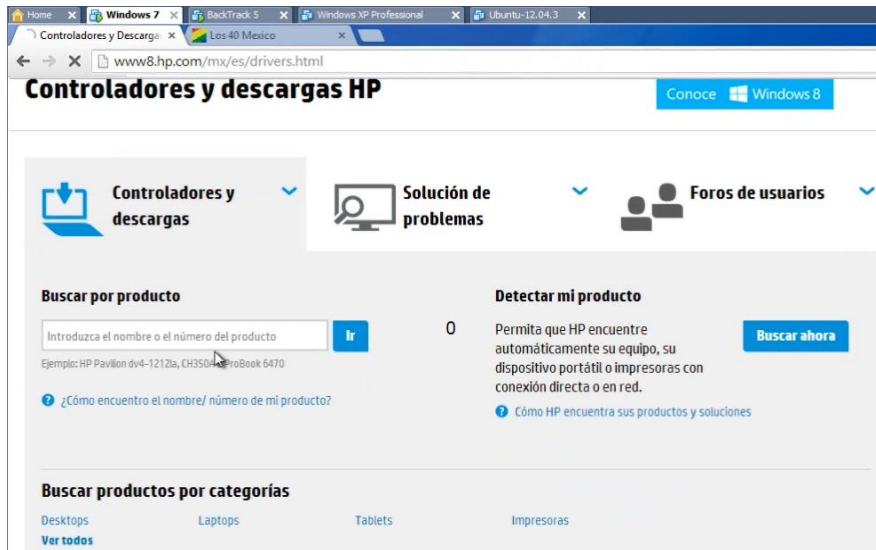 Home
Windows 7
BackTrack 5
Windows XP Professional
Ubuntu-12.04.3
Controladores y Descarga
Los 40 Mexico
www8.hp.com/mx/es/drivers.html
Controladores y descargas HP
Conoce Windows 8
Controladores y
descargas
Solución de
problemas
Foros de usuarios
Buscar por producto
Introduzca el nombre o el número del producto
Ir
Ejemplo: HP Pavilion dv4-1212la, CH350A, ProBook 6470
¿Cómo encuentro el nombre/ número de mi producto?
O
Detectar mi producto
Permita que HP encuentre
automáticamente su equipo, su
dispositivo portátil o impresoras con
conexión directa o en red.
Buscar ahora
Cómo HP encuentra sus productos y soluciones
Buscar productos por categorías
Desktops
Laptops
Tablets
Impresoras
Ver todos